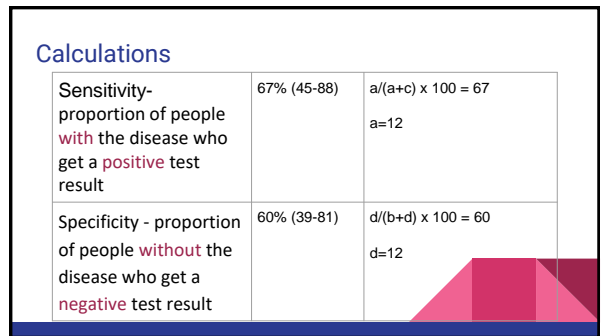 Calculations
Sensitivity-
proportion of people
with the disease who
get a positive test
result
67% (45-88)
a/(a+c) x 100 = 67
a=12
Specificity - proportion
of people without the
disease who get a
negative test result
60% (39-81)
d/(b+d) x 100 = 60
d=12